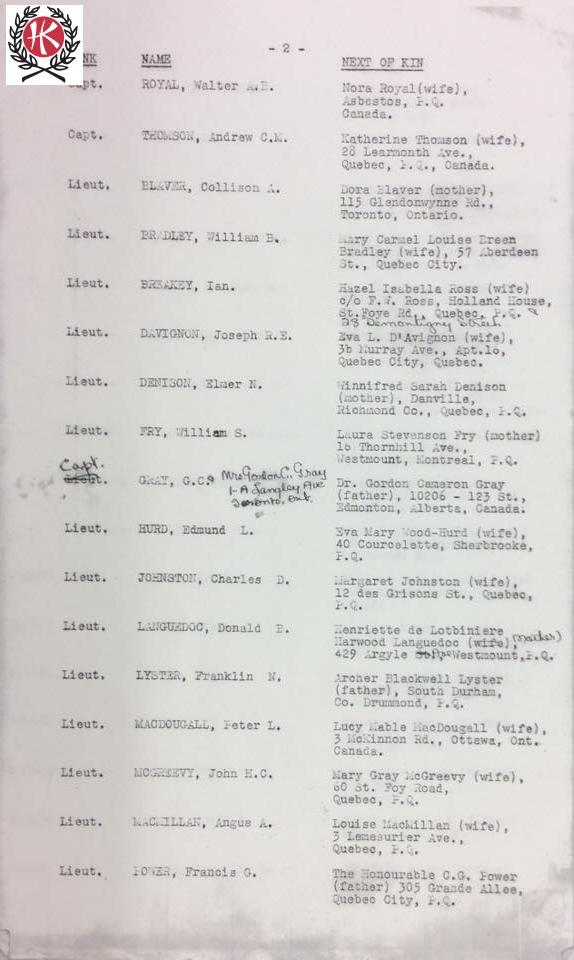 HK
- 2 -
NK NAME NEXT OF KIN
Capt. ROYAL, Walter A.B. Nora Royal(wife),
Asbestos, P.Q.
Canada.
Capt. THOMSON, Andrew C.M. Katherine Thomson (wife),
28 Learmonth Ave.,
Quebec, P.Q., Canada.
Lieut. BLAVER, Collison A. Dora Blaver (mother),
115 Glendonwynne Rd.,
Toronto, Ontario.
Lieut. BRADLEY, William B. Mary Carmel Louise Breen
Bradley (wife), 57 Aberdeen
St., Quebec City.
Lieut. BREAKEY, Ian. Hazel Isabella Ross (wife)
c/o F.W. Ross, Holland House,
St.Foye Rd., Quebec, P.Q.
28 Demontigny Street
Lieut. DAVIGNON, Joseph R.E. Eva L. D'Avignon (wife),
3b Murray Ave., Apt.10,
Quebec City, Quebec.
Lieut. DENISON, Elmer N. Winnifred Sarah Denison
(mother), Danville,
Richmond Co., Quebec, P.Q.
Lieut. FRY, William S. Laura Stevenson Fry (mother)
16 Thornhill Ave.,
Westmount, Montreal, P.Q.
Capt.
Lieut. GRAY, G.C. Mrs Gordon C. Gray
1-A Langley Ave
Toronto, Ont.
Dr. Gordon Cameron Gray
(father), 10206 - 123 St.,
Edmonton, Alberta, Canada.
Lieut. HURD, Edmund L. Eva Mary Wood-Hurd (wife),
40 Courcelette, Sherbrooke,
P.Q.
Lieut. JOHNSTON, Charles D. Margaret Johnston (wife),
12 des Grisons St., Quebec,
P.Q.
Lieut. LANGUEDOC, Donald B. Henriette de Lotbiniere
Harwood Languedoc (wife), (mother)
429 Argyle Westmount,P.Q.
Lieut. LYSTER, Franklin N. Archer Blackwell Lyster
(father), South Durham,
Co. Drummond, P.Q.
Lieut. MACDOUGALL, Peter L. Lucy Mable MacDougall (wife),
3 McKinnon Rd., Ottawa, Ont.
Canada.
Lieut. MCGREEVY, John H.C. Mary Gray McGreevy (wife),
60 St. Foy Road,
Quebec, P.Q.
Lieut. MACMILLAN, Angus A. Louise MacMillan (wife),
3 Lemesurier Ave.,
Quebec, P.Q.
Lieut. POWER, Francis G. The Honourable C.G. Power
(father) 305 Grande Allee,
Quebec City, P.Q.